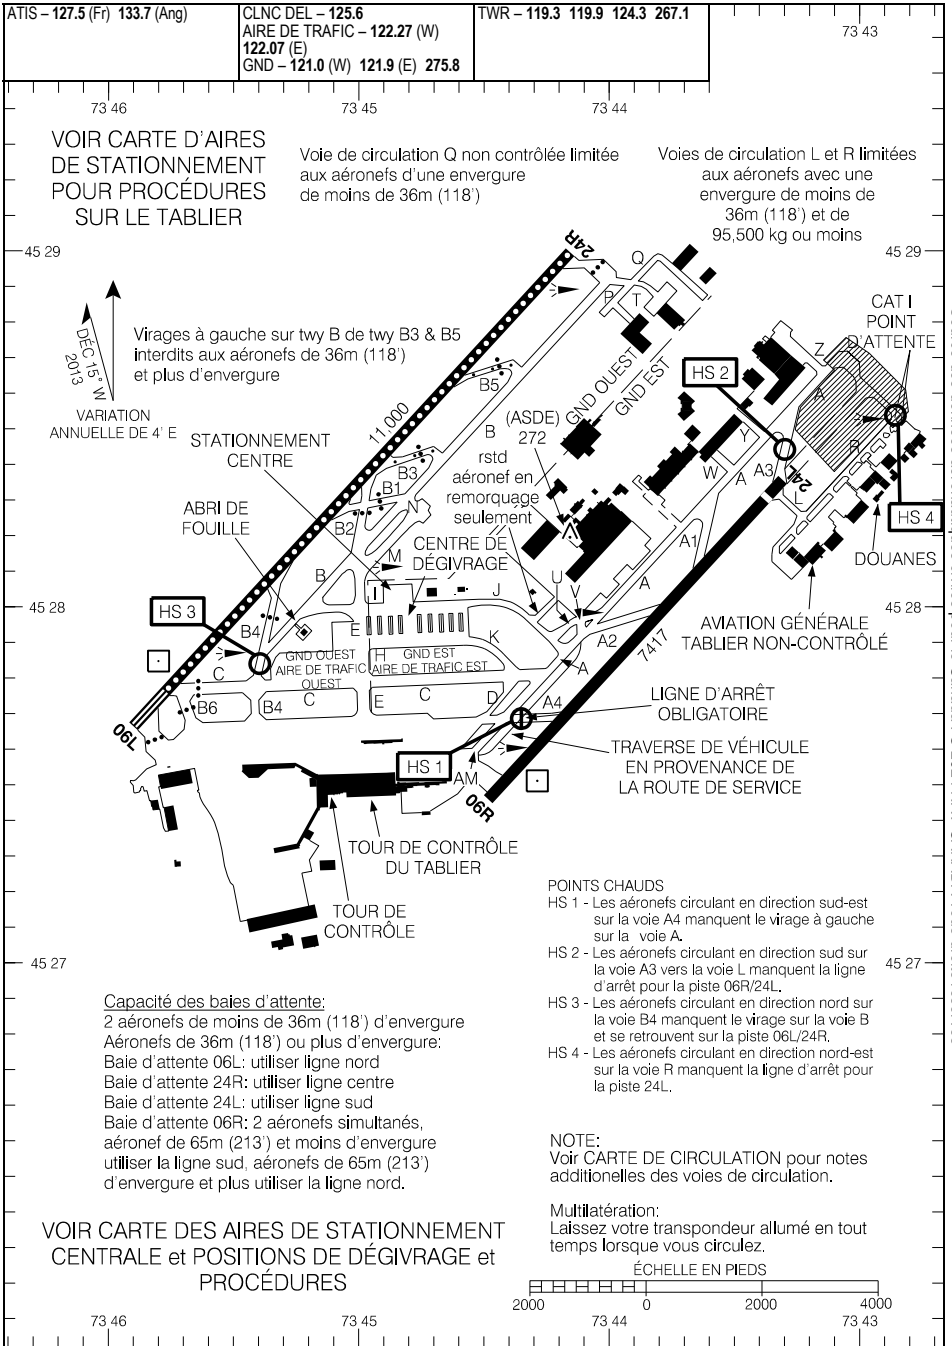 ATIS – 127.5 (Fr) 133.7 (Ang)
CLNC DEL – 125.6
AIRE DE TRAFIC – 122.27 (W)
122.07 (E)
GND – 121.0 (W) 121.9 (E) 275.8
TWR – 119.3 119.9 124.3 267.1
73 43
73 46
73 45
73 44
VOIR CARTE D'AIRES
DE STATIONNEMENT
POUR PROCÉDURES
SUR LE TABLIER
Voie de circulation Q non contrôlée limitée
aux aéronefs d'une envergure
de moins de 36m (118')
Voies de circulation L et R limitées
aux aéronefs avec une
envergure de moins de
36m (118') et de
95,500 kg ou moins
45 29
45 29
24R
Q
P
T
CAT I
POINT
D'ATTENTE
DÉC 15° W
2013
VARIATION
ANNUELLE DE 4' E
Virages à gauche sur twy B de twy B3 & B5
interdits aux aéronefs de 36m (118')
et plus d'envergure
GND OUEST
GND EST
HS 2
Z
A
B5
11,000
B
(ASDE)
272
rstd
aéronef en
remorquage
seulement
STATIONNEMENT
CENTRE
Y
W
A
A3
24L
R
L
B3
B1
N
B2
ABRI DE
FOUILLE
HS 4
DOUANES
CENTRE DE
DÉGIVRAGE
M
A1
B
I
J
U
V
A
45 28
45 28
HS 3
AVIATION GÉNÉRALE
TABLIER NON-CONTRÔLÉ
B4
E
K
A2
7417
GND OUEST
AIRE DE TRAFIC
OUEST
H
GND EST
AIRE DE TRAFIC EST
C
A
B6
B4
C
E
C
D
A4
LIGNE D'ARRÊT
OBLIGATOIRE
06L
HS 1
AM
06R
TRAVERSE DE VÉHICULE
EN PROVENANCE DE
LA ROUTE DE SERVICE
TOUR DE CONTRÔLE
DU TABLIER
TOUR DE
CONTRÔLE
POINTS CHAUDS
HS 1 - Les aéronefs circulant en direction sud-est
sur la voie A4 manquent le virage à gauche
sur la voie A.
HS 2 - Les aéronefs circulant en direction sud sur
la voie A3 vers la voie L manquent la ligne
d'arrêt pour la piste 06R/24L.
HS 3 - Les aéronefs circulant en direction nord sur
la voie B4 manquent le virage sur la voie B
et se retrouvent sur la piste 06L/24R.
HS 4 - Les aéronefs circulant en direction nord-est
sur la voie R manquent la ligne d'arrêt pour
la piste 24L.
45 27
45 27
Capacité des baies d'attente:
2 aéronefs de moins de 36m (118') d'envergure
Aéronefs de 36m (118') ou plus d'envergure:
Baie d'attente 06L: utiliser ligne nord
Baie d'attente 24R: utiliser ligne centre
Baie d'attente 24L: utiliser ligne sud
Baie d'attente 06R: 2 aéronefs simultanés,
aéronef de 65m (213') et moins d'envergure
utiliser la ligne sud, aéronefs de 65m (213')
d'envergure et plus utiliser la ligne nord.
NOTE:
Voir CARTE DE CIRCULATION pour notes
additionelles des voies de circulation.
Multilatération:
Laissez votre transpondeur allumé en tout
temps lorsque vous circulez.
VOIR CARTE DES AIRES DE STATIONNEMENT
CENTRALE et POSITIONS DE DÉGIVRAGE et
PROCÉDURES
ÉCHELLE EN PIEDS
2000 0 2000 4000
73 46
73 45
73 44
73 43